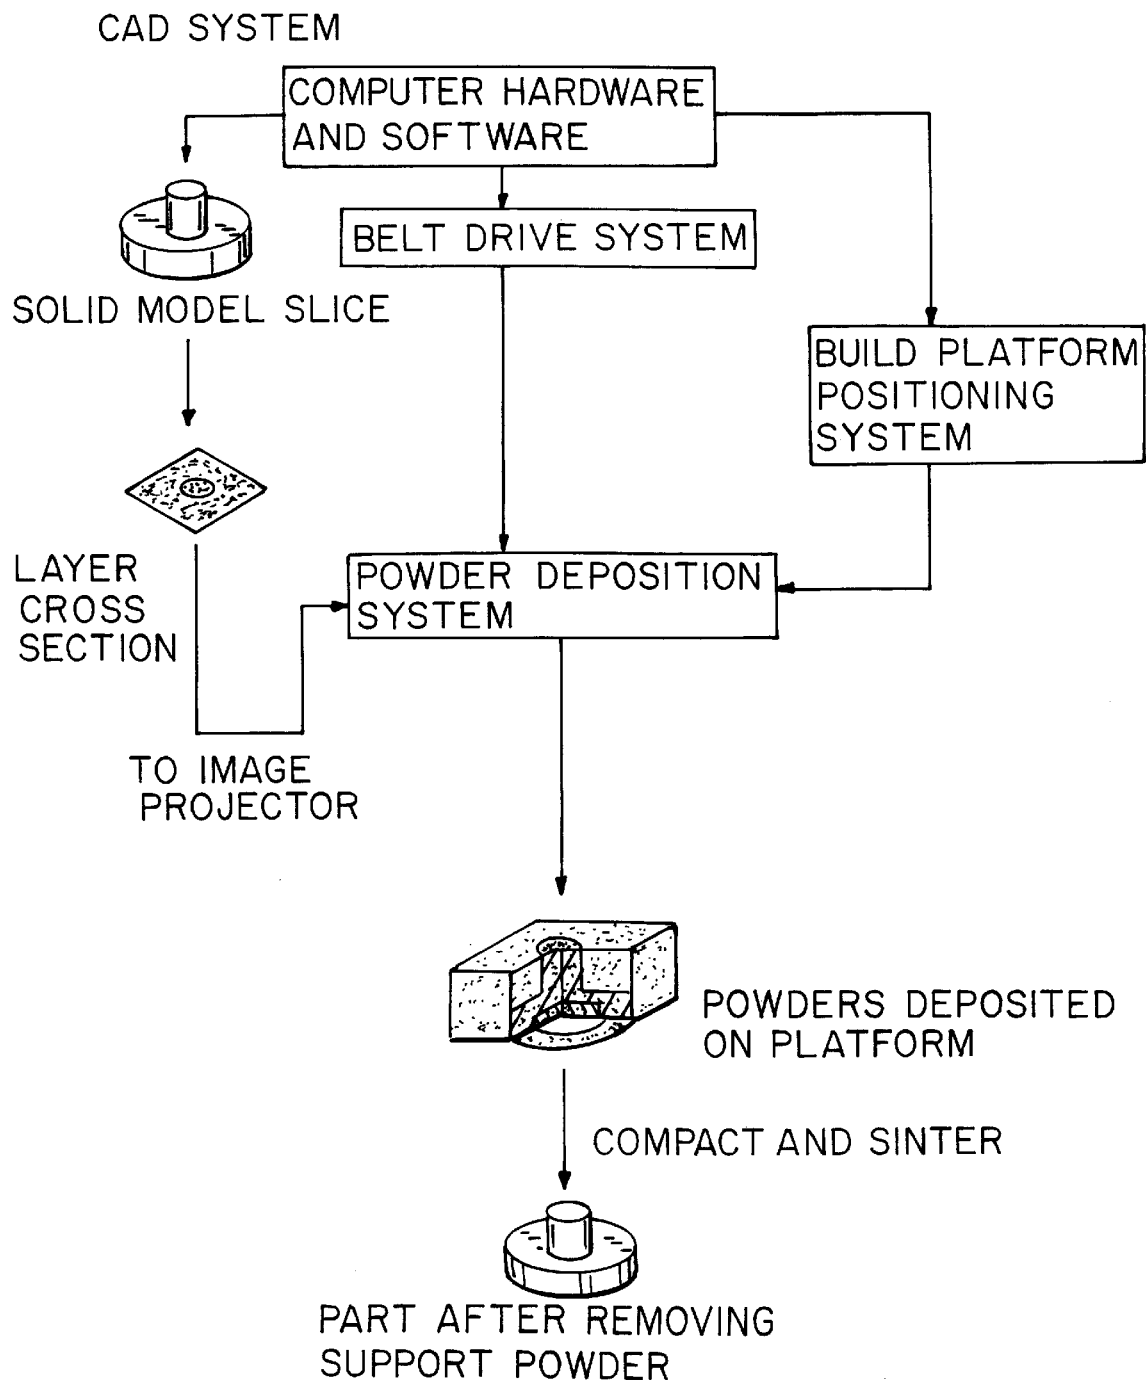 CAD SYSTEM
COMPUTER HARDWARE
AND SOFTWARE
BELT DRIVE SYSTEM
SOLID MODEL SLICE
BUILD PLATFORM
POSITIONING
SYSTEM
LAYER
CROSS
SECTION
POWDER DEPOSITION
SYSTEM
TO IMAGE
PROJECTOR
POWDERS DEPOSITED
ON PLATFORM
COMPACT AND SINTER
PART AFTER REMOVING
SUPPORT POWDER